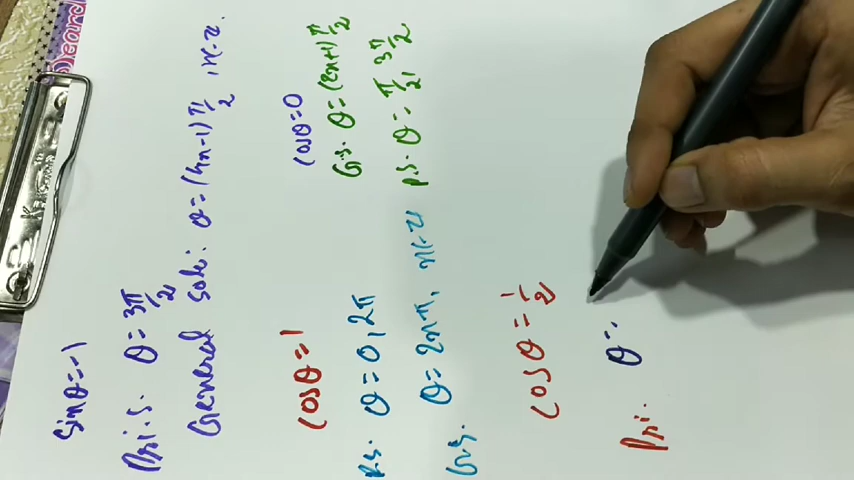 sinθ=-1
Pri.s. θ=3π/2
General soln: θ=(4n-1)π/2, n∈z.
cosθ=1
P.s. θ=0,2π
G.s. θ=2nπ, n∈z
cosθ=0
G.s. θ=(2n+1)π/2
P.S. θ=π/2, 3π/2
cosθ=1/2
Pri. θ=